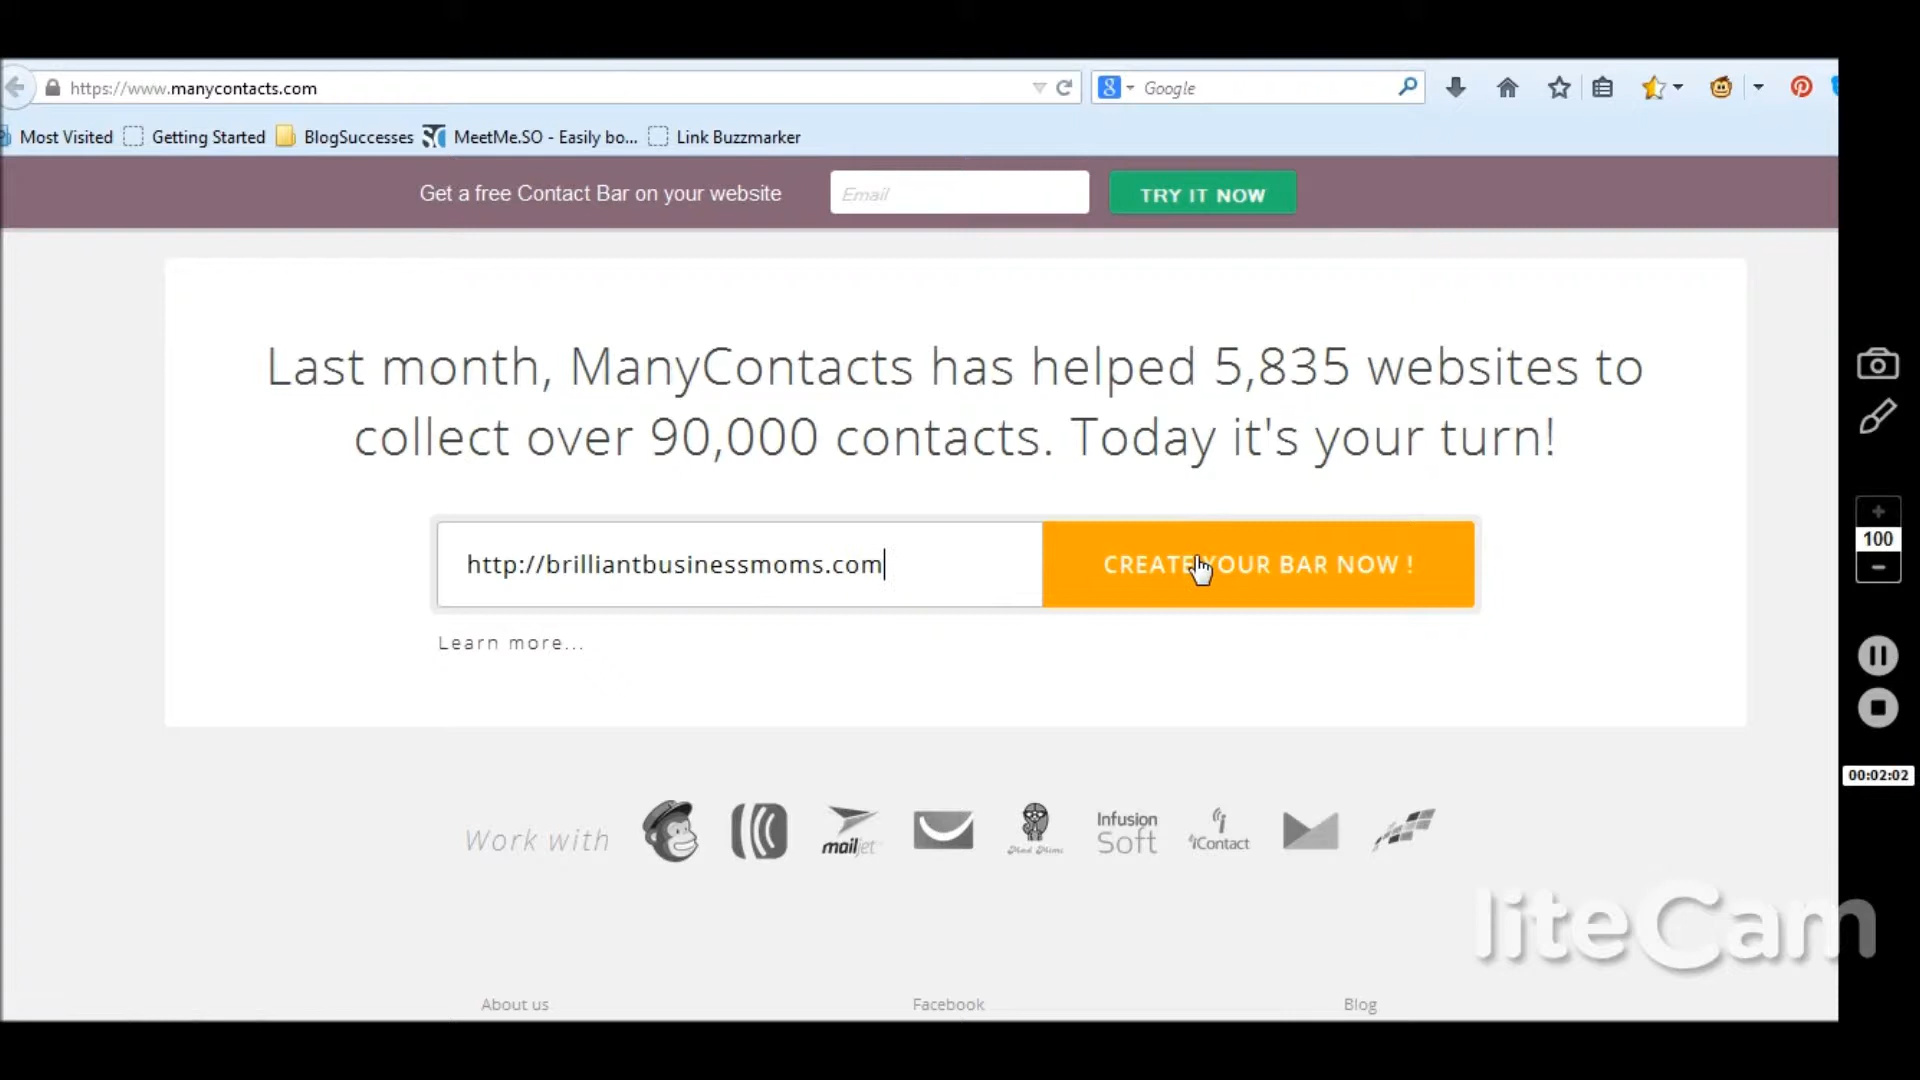 https://www.manycontacts.com
Google
Most Visited
Getting Started
BlogSuccesses
MeetMe.SO - Easily bo...
Link Buzzmarker
Get a free Contact Bar on your website
Email
TRY IT NOW
Last month, ManyContacts has helped 5,835 websites to
collect over 90,000 contacts. Today it's your turn!
http://brilliantbusinessmoms.com
CREATE YOUR BAR NOW !
Learn more...
100
00:02:02
Work with
mailjet
Mad Mimi
Infusion
Soft
iContact
liteCam
About us
Facebook
Blog